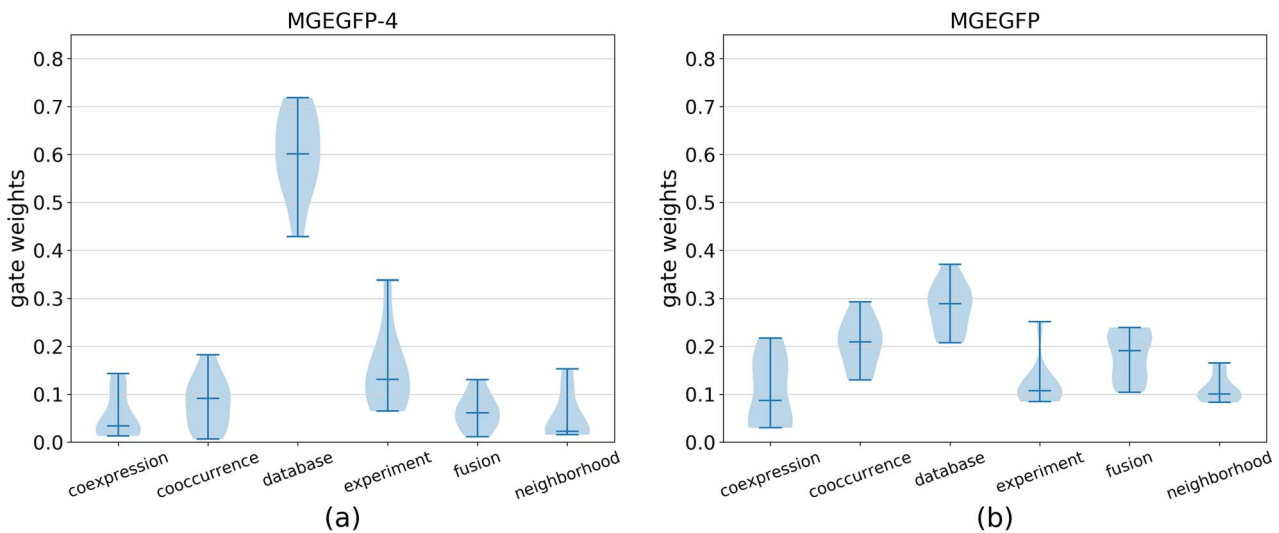 MGEGFP-4
gate weights
0.8
0.7
0.6
0.5
0.4
0.3
0.2
0.1
0.0
coexpression
cooccurrence
database
experiment
fusion
neighborhood
(a)
MGEGFP
gate weights
0.8
0.7
0.6
0.5
0.4
0.3
0.2
0.1
0.0
coexpression
cooccurrence
database
experiment
fusion
neighborhood
(b)